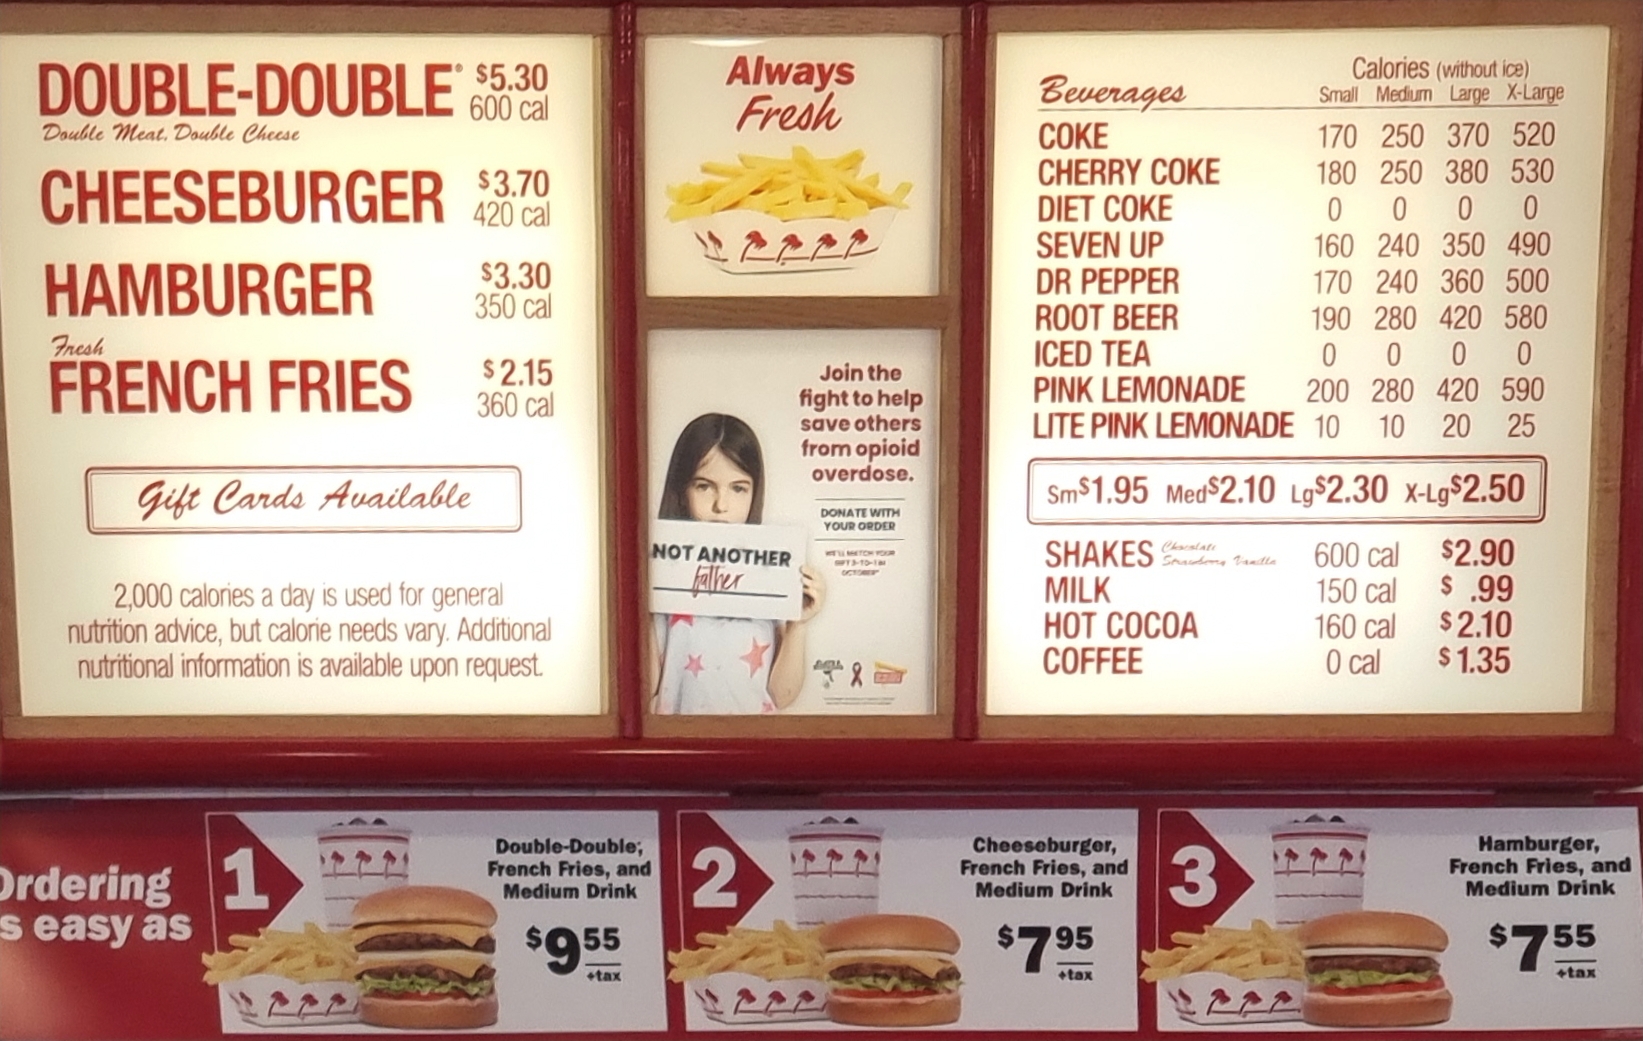 DOUBLE-DOUBLE® $5.30
600 cal
Double Meat. Double Cheese
CHEESEBURGER $3.70
420 cal
HAMBURGER $3.30
350 cal
Fresh
FRENCH FRIES $2.15
360 cal
Gift Cards Available
2,000 calories a day is used for general
nutrition advice, but calorie needs vary. Additional
nutritional information is available upon request.
Always
Fresh
Join the
fight to help
save others
from opioid
overdose.
DONATE WITH
YOUR ORDER
WE'LL MATCH YOUR
GIFT 3-TO-1 IN
OCTOBER*
NOT ANOTHER
father
Calories (without ice)
Beverages Small Medium Large X-Large
COKE 170 250 370 520
CHERRY COKE 180 250 380 530
DIET COKE 0 0 0 0
SEVEN UP 160 240 350 490
DR PEPPER 170 240 360 500
ROOT BEER 190 280 420 580
ICED TEA 0 0 0 0
PINK LEMONADE 200 280 420 590
LITE PINK LEMONADE 10 10 20 25
Sm$1.95 Med$2.10 Lg$2.30 X-Lg$2.50
SHAKES Chocolate Strawberry Vanilla 600 cal $2.90
MILK 150 cal $ .99
HOT COCOA 160 cal $2.10
COFFEE 0 cal $1.35
Ordering
s easy as
1
Double-Double,
French Fries, and
Medium Drink
$9 55
+tax
2
Cheeseburger,
French Fries, and
Medium Drink
$7 95
+tax
3
Hamburger,
French Fries, and
Medium Drink
$7 55
+tax